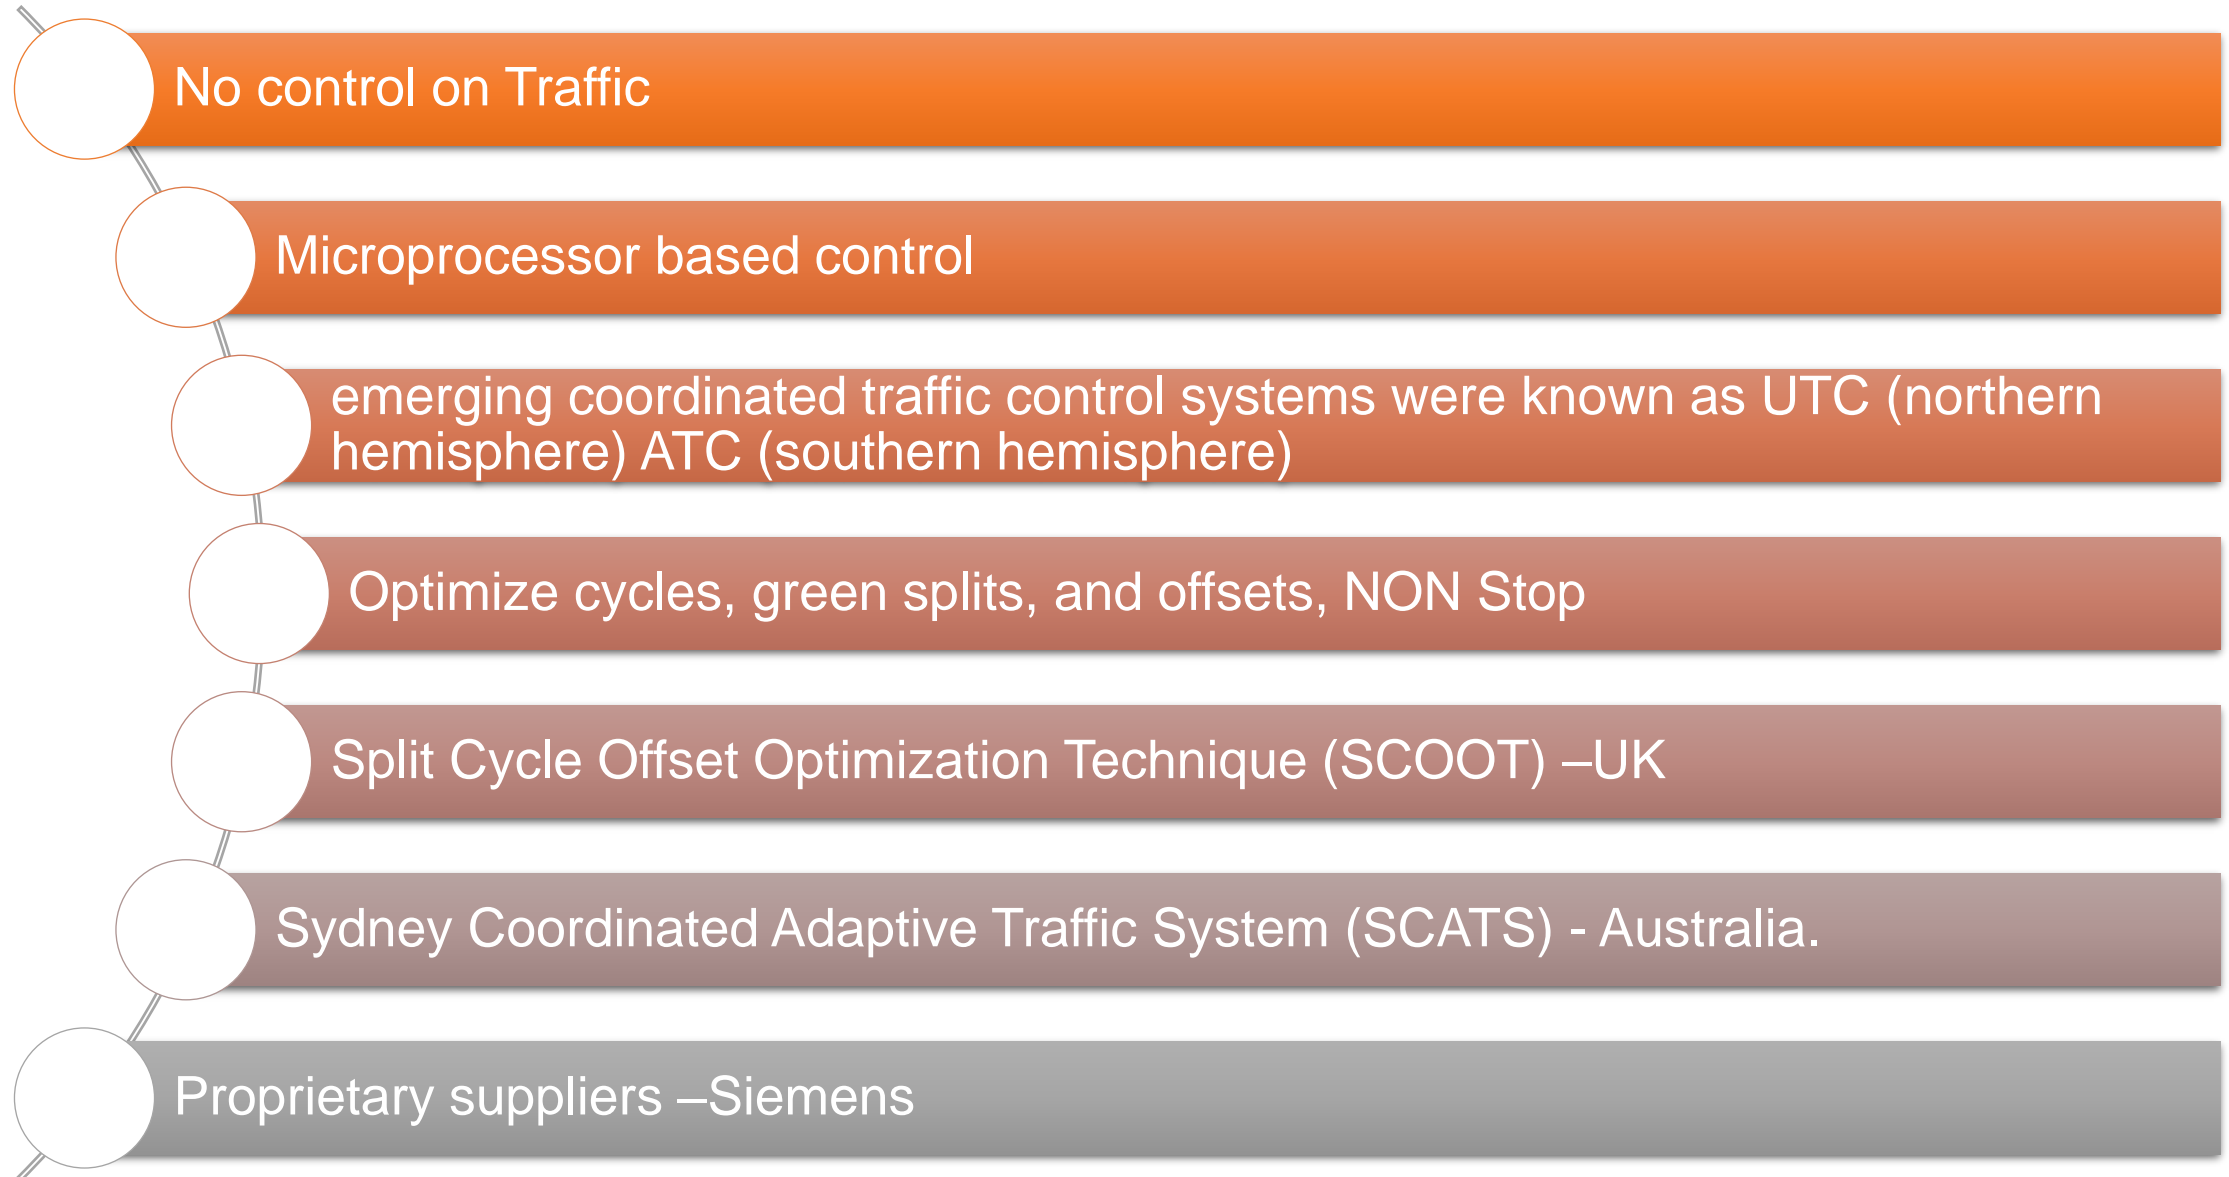 No control on Traffic
Microprocessor based control
emerging coordinated traffic control systems were known as UTC (northern
hemisphere) ATC (southern hemisphere)
Optimize cycles, green splits, and offsets, NON Stop
Split Cycle Offset Optimization Technique (SCOOT) –UK
Sydney Coordinated Adaptive Traffic System (SCATS) - Australia.
Proprietary suppliers –Siemens